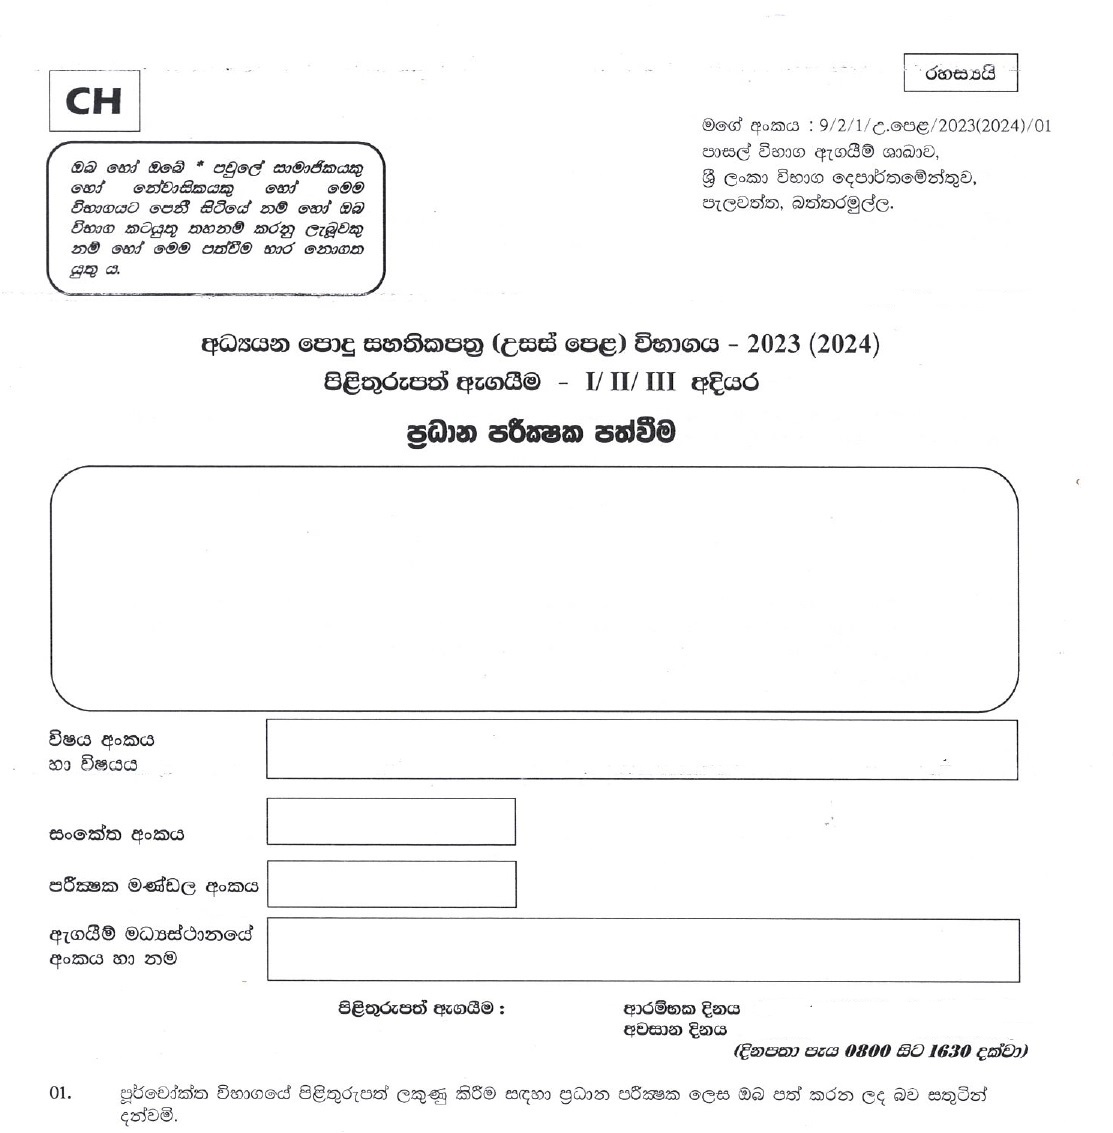 රහස්‍යයි
CH
මගේ අංකය : 9/2/1/උ.පෙළ/2023(2024)/01
පාසල් විභාග ඇගයීම් ශාඛාව,
ශ්‍රී ලංකා විභාග දෙපාර්තමේන්තුව,
පැලවත්ත, බත්තරමුල්ල.
ඔබ හෝ ඔබේ * පවුලේ සාමාජිකයකු
හෝ නේවාසිකයකු හෝ මෙම
විභාගයට පෙනී සිටියේ නම් හෝ ඔබ
විභාග කටයුතු තහනම් කරනු ලැබූවකු
නම් හෝ මෙම පත්වීම භාර නොගත
යුතු ය.
අධ්‍යයන පොදු සහතිකපත්‍ර (උසස් පෙළ) විභාගය - 2023 (2024)
පිළිතුරුපත් ඇගයීම - I/ II/ III අදියර
ප්‍රධාන පරීක්‍ෂක පත්වීම
විෂය අංකය
හා විෂයය
සංකේත අංකය
පරීක්‍ෂක මණ්ඩල අංකය
ඇගයීම් මධ්‍යස්ථානයේ
අංකය හා නම
පිළිතුරුපත් ඇගයීම : ආරම්භක දිනය
අවසාන දිනය
(දිනපතා පැය 0800 සිට 1630 දක්වා)
01. පූර්වෝක්ත විභාගයේ පිළිතුරුපත් ලකුණු කිරීම සඳහා ප්‍රධාන පරීක්‍ෂක ලෙස ඔබ පත් කරන ලද බව සතුටින්
දන්වමි.